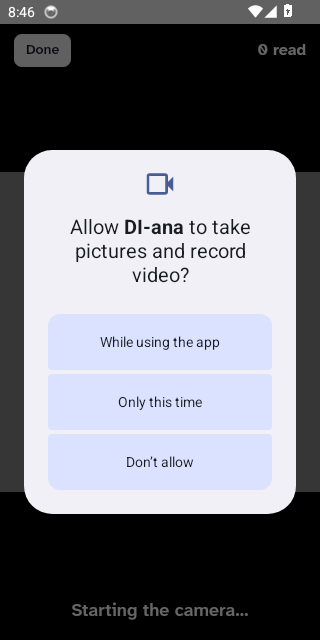 8:46
Done
0 read
Allow DI-ana to take
pictures and record
video?
While using the app
Only this time
Don't allow
Starting the camera...